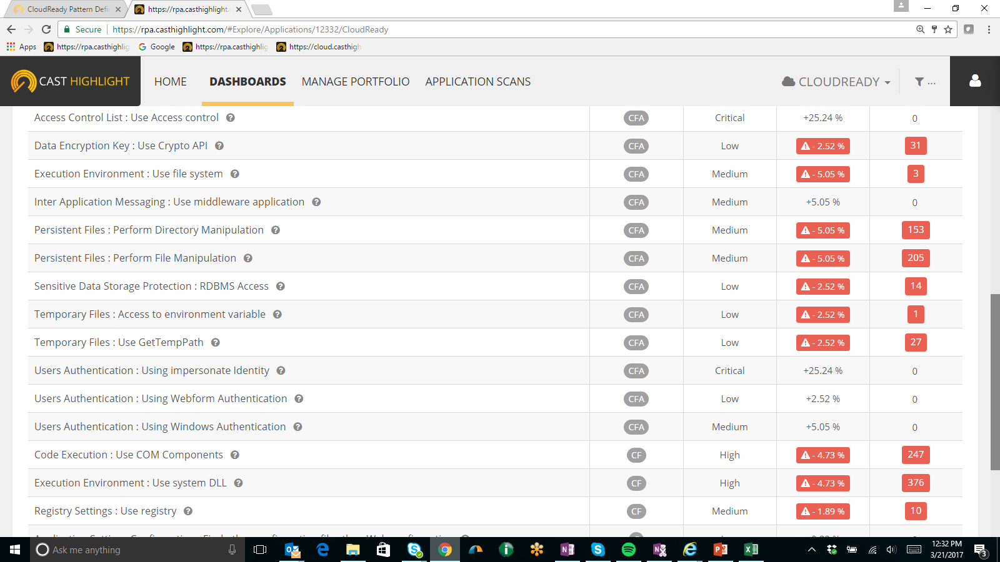 CloudReady Pattern Defi
https://rpa.casthighlight.
Secure https://rpa.casthighlight.com/#Explore/Applications/12332/CloudReady
Apps https://rpa.casthighlig Google https://rpa.casthighlig https://cloud.casthigh
CAST HIGHLIGHT HOME DASHBOARDS MANAGE PORTFOLIO APPLICATION SCANS CLOUDREADY ...
Access Control List : Use Access control ? CFA Critical +25.24 % 0
Data Encryption Key : Use Crypto API ? CFA Low - 2.52 % 31
Execution Environment : Use file system ? CFA Medium - 5.05 % 3
Inter Application Messaging : Use middleware application ? CFA Medium +5.05 % 0
Persistent Files : Perform Directory Manipulation ? CFA Medium - 5.05 % 153
Persistent Files : Perform File Manipulation ? CFA Medium - 5.05 % 205
Sensitive Data Storage Protection : RDBMS Access ? CFA Low - 2.52 % 14
Temporary Files : Access to environment variable ? CFA Low - 2.52 % 1
Temporary Files : Use GetTempPath ? CFA Low - 2.52 % 27
Users Authentication : Using impersonate Identity ? CFA Critical +25.24 % 0
Users Authentication : Using Webform Authentication ? CFA Low +2.52 % 0
Users Authentication : Using Windows Authentication ? CFA Medium +5.05 % 0
Code Execution : Use COM Components ? CF High - 4.73 % 247
Execution Environment : Use system DLL ? CF High - 4.73 % 376
Registry Settings : Use registry ? CF Medium - 1.89 % 10
Ask me anything
12:32 PM
3/21/2017
3